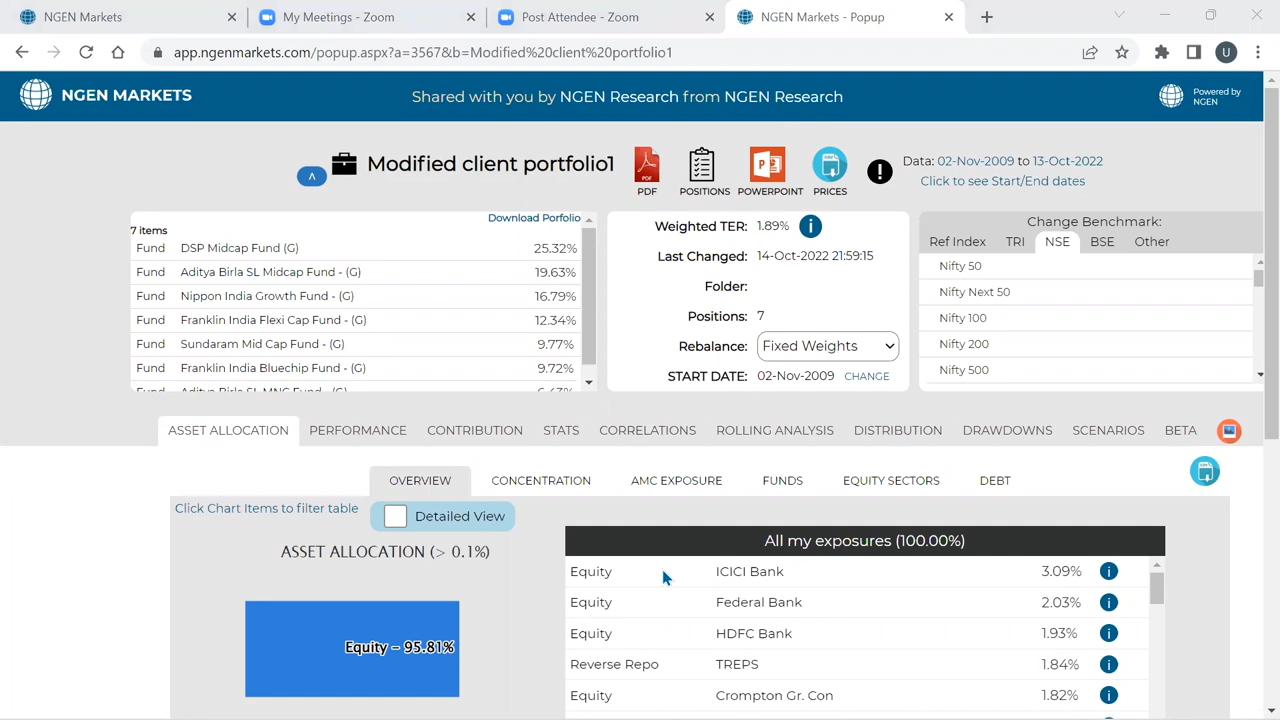 NGEN Markets
My Meetings - Zoom
Post Attendee - Zoom
NGEN Markets - Popup
app.ngenmarkets.com/popup.aspx?a=3567&b=Modified%20client%20portfolio1
U
NGEN MARKETS
Shared with you by NGEN Research from NGEN Research
Powered by
NGEN
Modified client portfolio1
PDF
PDF
POSITIONS
POWERPOINT
PRICES
Data: 02-Nov-2009 to 13-Oct-2022
Click to see Start/End dates
Download Porfolio
7 items
Fund DSP Midcap Fund (G) 25.32%
Fund Aditya Birla SL Midcap Fund - (G) 19.63%
Fund Nippon India Growth Fund - (G) 16.79%
Fund Franklin India Flexi Cap Fund - (G) 12.34%
Fund Sundaram Mid Cap Fund - (G) 9.77%
Fund Franklin India Bluechip Fund - (G) 9.72%
Fund Aditya Birla SL MNC Fund - (G) 6.43%
Weighted TER: 1.89%
Last Changed: 14-Oct-2022 21:59:15
Folder:
Positions: 7
Rebalance: Fixed Weights
START DATE: 02-Nov-2009 CHANGE
Change Benchmark:
Ref Index TRI NSE BSE Other
Nifty 50
Nifty Next 50
Nifty 100
Nifty 200
Nifty 500
ASSET ALLOCATION PERFORMANCE CONTRIBUTION STATS CORRELATIONS ROLLING ANALYSIS DISTRIBUTION DRAWDOWNS SCENARIOS BETA
OVERVIEW CONCENTRATION AMC EXPOSURE FUNDS EQUITY SECTORS DEBT
Click Chart Items to filter table
Detailed View
ASSET ALLOCATION (> 0.1%)
Equity - 95.81%
All my exposures (100.00%)
Equity ICICI Bank 3.09%
Equity Federal Bank 2.03%
Equity HDFC Bank 1.93%
Reverse Repo TREPS 1.84%
Equity Crompton Gr. Con 1.82%